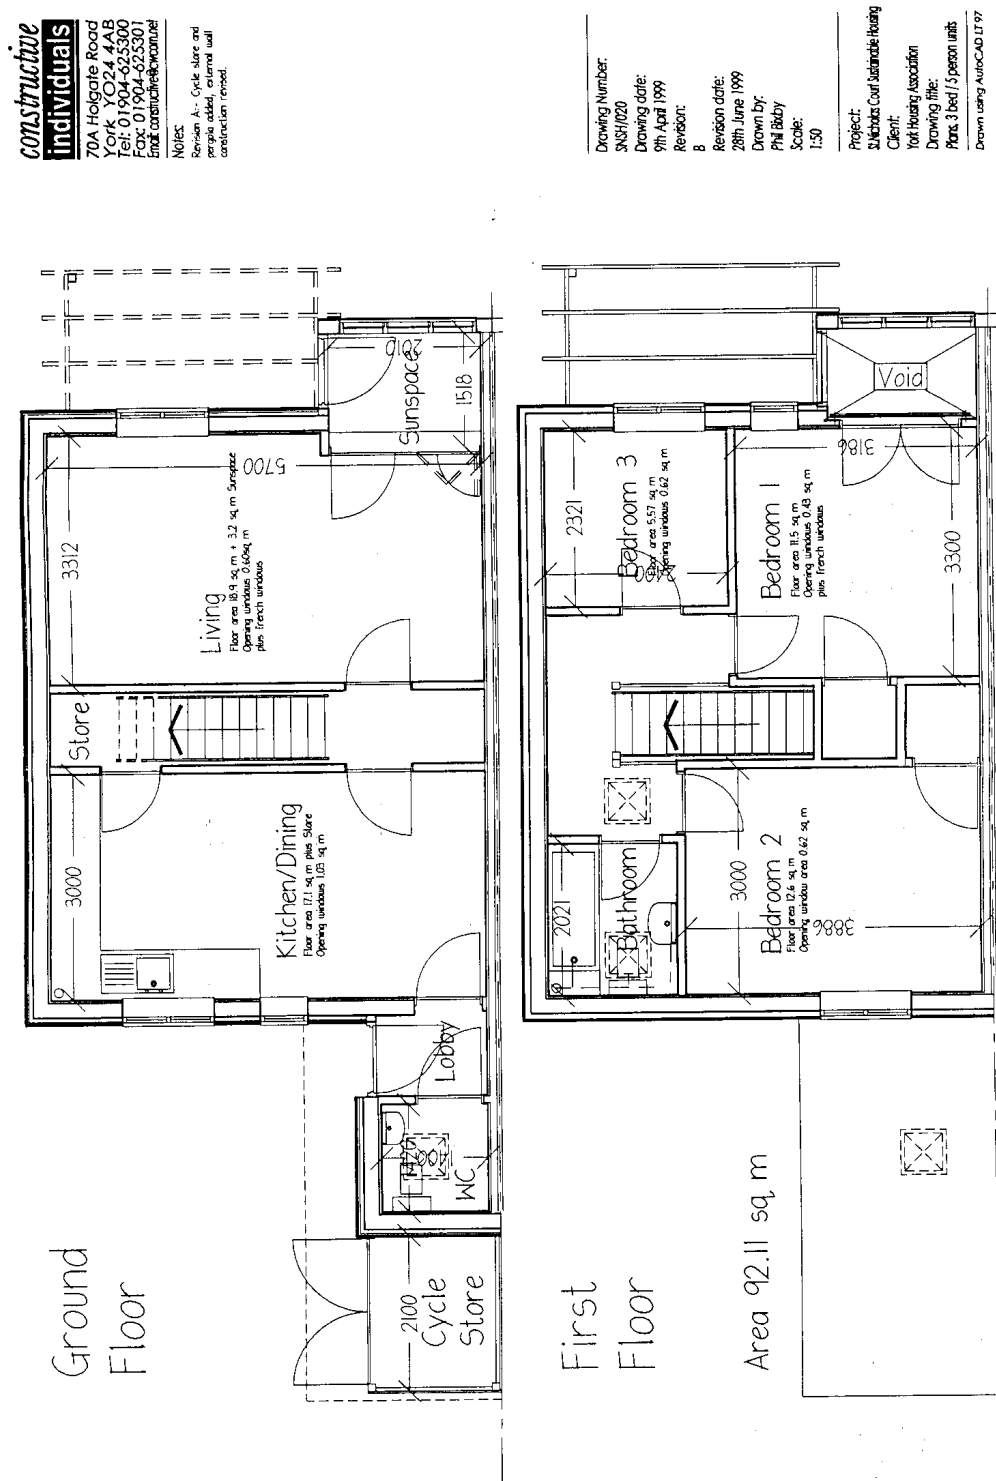 constructive
individuals
70A Holgate Road
York YO24 4AB
Tel: 01904-625300
Fax: 01904-625301
Notes:
Revision A:- Cycle store and
pergola added, external wall
construction revised.
Drawing Number:
SNSH/020
Drawing date:
9th April 1999
Revision:
B
Revision date:
28th June 1999
Drawn by:
Phil Bixby
Scale:
1:50
Project:
St.Nicholas Court Sustainable Housing
Client:
York Housing Association
Drawing title:
Plans, 3 bed / 5 person units
Drawn using AutoCAD LT 97
Ground
Floor
2100
Cycle
Store
WC
Lobby
3000
Kitchen/Dining
Floor area 17.1 sq m plus Store
Opening windows 1.03 sq m
Store
3312
5700
Living
Floor area 18.9 sq m + 3.2 sq m Sunspace
Opening windows 0.60sq m
plus french windows
Sunspace
2010
1518
First
Floor
Area 92.11 sq m
2021
Bathroom
3000
3886
Bedroom 2
Floor area 12.6 sq m
Opening window area 0.62 sq m
2321
2400
Bedroom 3
Floor area 5.57 sq m
Opening windows 0.62 sq m
Bedroom 1
Floor area 11.5 sq m
Opening windows 0.43 sq m
plus french windows
3186
3300
Void